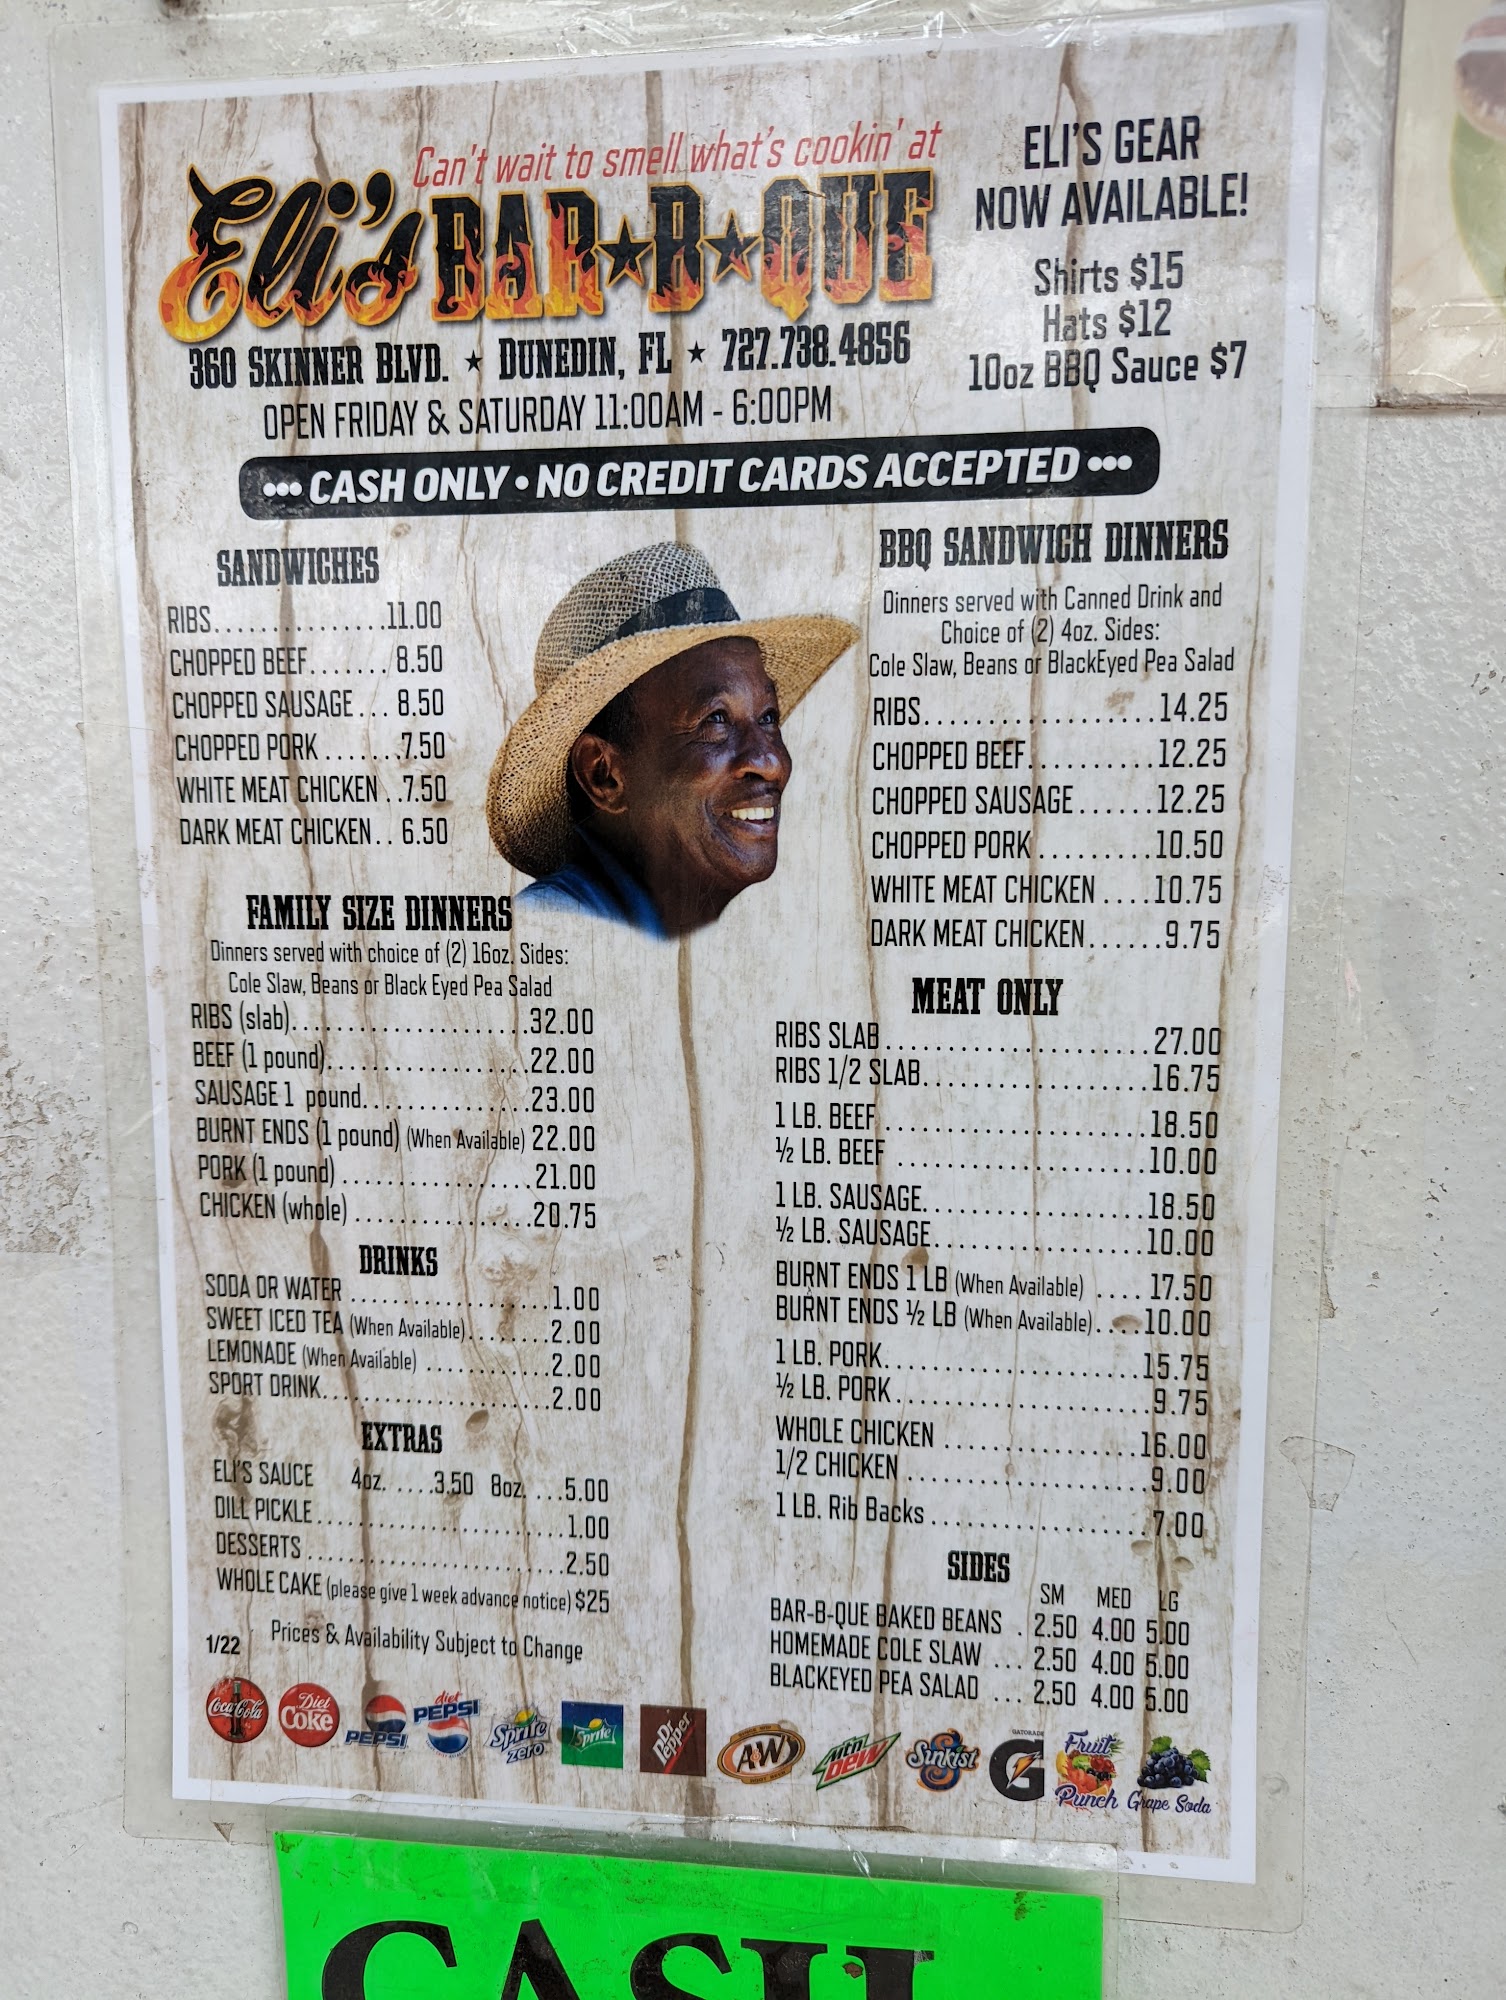 Can't wait to smell what's cookin' at
Eli's BAR★B★QUE
360 SKINNER BLVD. ★ DUNEDIN, FL ★ 727.738.4856
OPEN FRIDAY & SATURDAY 11:00AM - 6:00PM
ELI'S GEAR
NOW AVAILABLE!
Shirts $15
Hats $12
10oz BBQ Sauce $7
••• CASH ONLY • NO CREDIT CARDS ACCEPTED •••
SANDWICHES
RIBS...............11.00
CHOPPED BEEF.......8.50
CHOPPED SAUSAGE...8.50
CHOPPED PORK.......7.50
WHITE MEAT CHICKEN..7.50
DARK MEAT CHICKEN..6.50
BBQ SANDWICH DINNERS
Dinners served with Canned Drink and
Choice of (2) 4oz. Sides:
Cole Slaw, Beans or BlackEyed Pea Salad
RIBS..................14.25
CHOPPED BEEF..........12.25
CHOPPED SAUSAGE......12.25
CHOPPED PORK.........10.50
WHITE MEAT CHICKEN....10.75
DARK MEAT CHICKEN......9.75
FAMILY SIZE DINNERS
Dinners served with choice of (2) 16oz. Sides:
Cole Slaw, Beans or Black Eyed Pea Salad
RIBS (slab).....................32.00
BEEF (1 pound)..................22.00
SAUSAGE 1 pound...............23.00
BURNT ENDS (1 pound) (When Available) 22.00
PORK (1 pound).................21.00
CHICKEN (whole)................20.75
MEAT ONLY
RIBS SLAB.....................27.00
RIBS 1/2 SLAB..................16.75
1 LB. BEEF.....................18.50
½ LB. BEEF....................10.00
1 LB. SAUSAGE..................18.50
½ LB. SAUSAGE.................10.00
BURNT ENDS 1 LB (When Available)....17.50
BURNT ENDS ½ LB (When Available)....10.00
1 LB. PORK.....................15.75
½ LB. PORK.....................9.75
WHOLE CHICKEN................16.00
1/2 CHICKEN....................9.00
1 LB. Rib Backs.................7.00
DRINKS
SODA OR WATER..................1.00
SWEET ICED TEA (When Available)........2.00
LEMONADE (When Available)...........2.00
SPORT DRINK....................2.00
EXTRAS
ELI'S SAUCE 4oz.....3.50 8oz....5.00
DILL PICKLE......................1.00
DESSERTS.......................2.50
WHOLE CAKE (please give 1 week advance notice) $25
1/22 Prices & Availability Subject to Change
SIDES
SM MED LG
BAR-B-QUE BAKED BEANS . 2.50 4.00 5.00
HOMEMADE COLE SLAW ... 2.50 4.00 5.00
BLACKEYED PEA SALAD ... 2.50 4.00 5.00
Coca-Cola
Diet Coke
PEPSI
diet PEPSI
Sprite zero
Sprite
Dr Pepper
A&W
Mtn Dew
Sunkist
GATORADE
G
Fruit Punch
Grape Soda
CASH